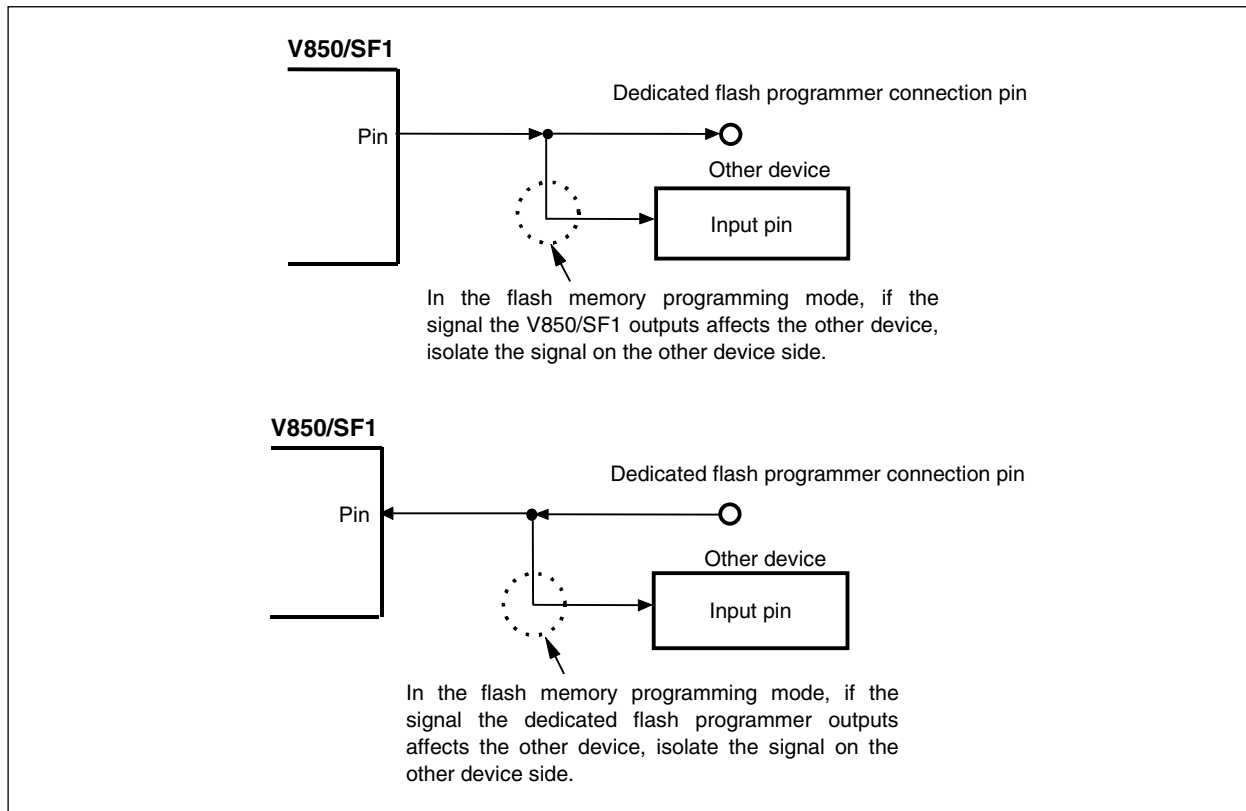 V850/SF1
Dedicated flash programmer connection pin
Pin
Other device
Input pin
In the flash memory programming mode, if the
signal the V850/SF1 outputs affects the other device,
isolate the signal on the other device side.
V850/SF1
Dedicated flash programmer connection pin
Pin
Other device
Input pin
In the flash memory programming mode, if the
signal the dedicated flash programmer outputs
affects the other device, isolate the signal on the
other device side.